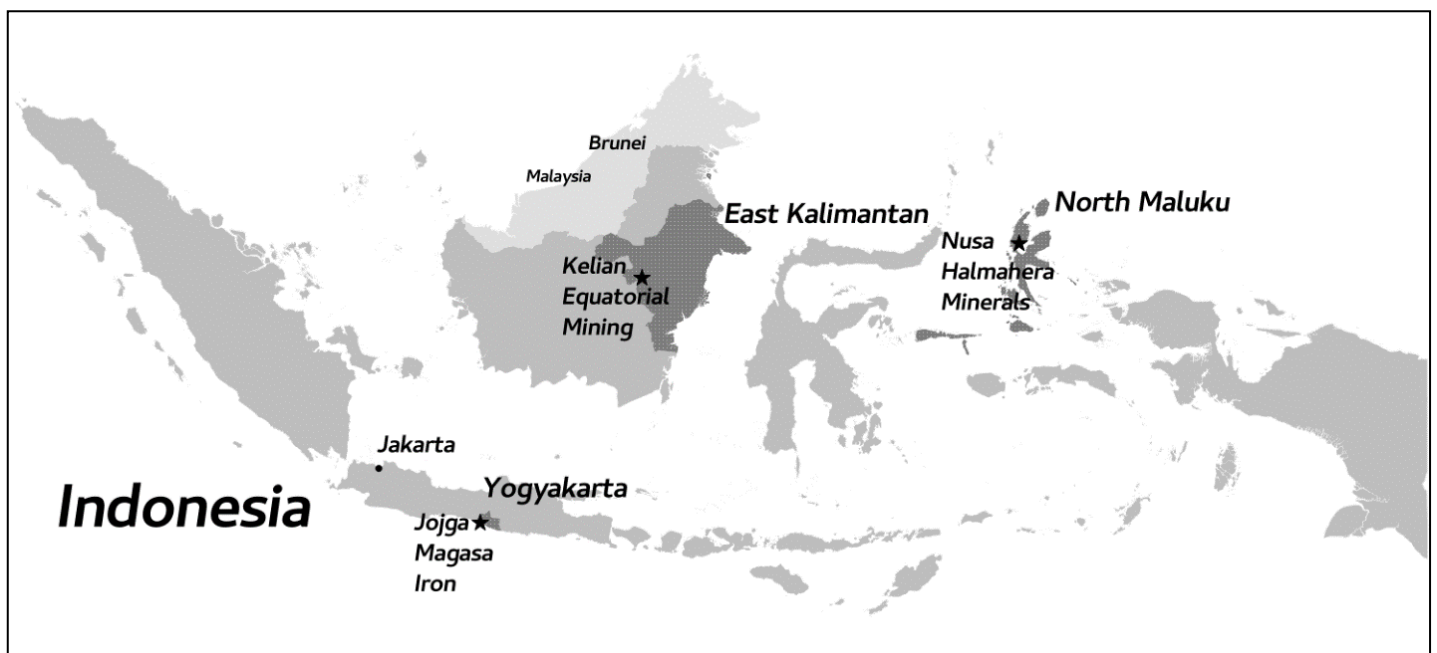 Brunei
Malaysia
East Kalimantan
North Maluku
Kelian
Equatorial
Mining
Nusa
Halmahera
Minerals
Jakarta
Indonesia
Yogyakarta
Jojga
Magasa
Iron